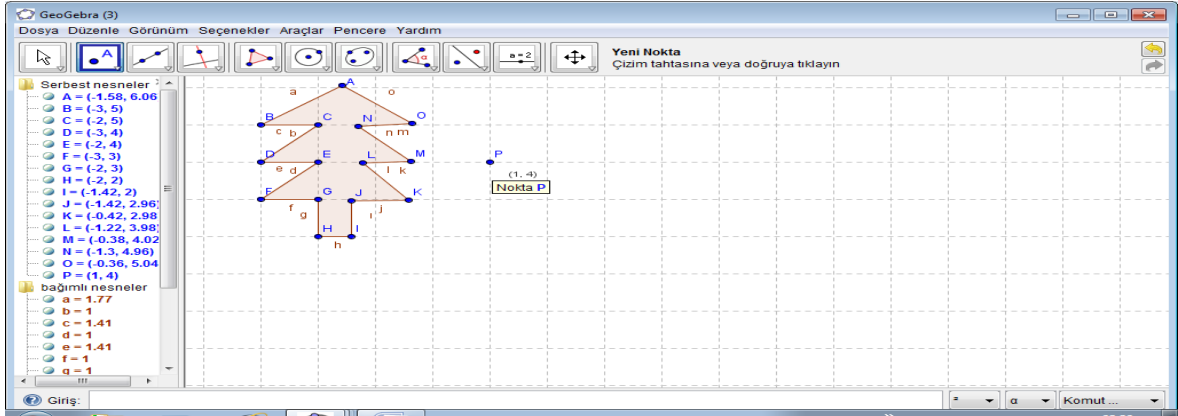 GeoGebra (3)
Dosya Düzenle Görünüm Seçenekler Araçlar Pencere Yardım
A
α
a=2
Yeni Nokta
Çizim tahtasına veya doğruya tıklayın
Serbest nesneler
A = (-1.58, 6.06
B = (-3, 5)
C = (-2, 5)
D = (-3, 4)
E = (-2, 4)
F = (-3, 3)
G = (-2, 3)
H = (-2, 2)
I = (-1.42, 2)
J = (-1.42, 2.96)
K = (-0.42, 2.98
L = (-1.22, 3.98)
M = (-0.38, 4.02
N = (-1.3, 4.96)
O = (-0.36, 5.04
P = (1, 4)
bağımlı nesneler
a = 1.77
b = 1
c = 1.41
d = 1
e = 1.41
f = 1
g = 1
A
a o
B C N O
c b n m
D E L M P
e d l k (1, 4)
Nokta P
F G J K
f g ı j
H I
h
Giriş:
α
Komut ...